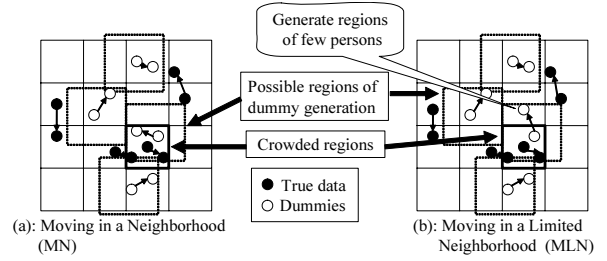 Generate regions
of few persons
Possible regions of
dummy generation
Crowded regions
True data
Dummies
(a): Moving in a Neighborhood
(MN)
(b): Moving in a Limited
Neighborhood (MLN)